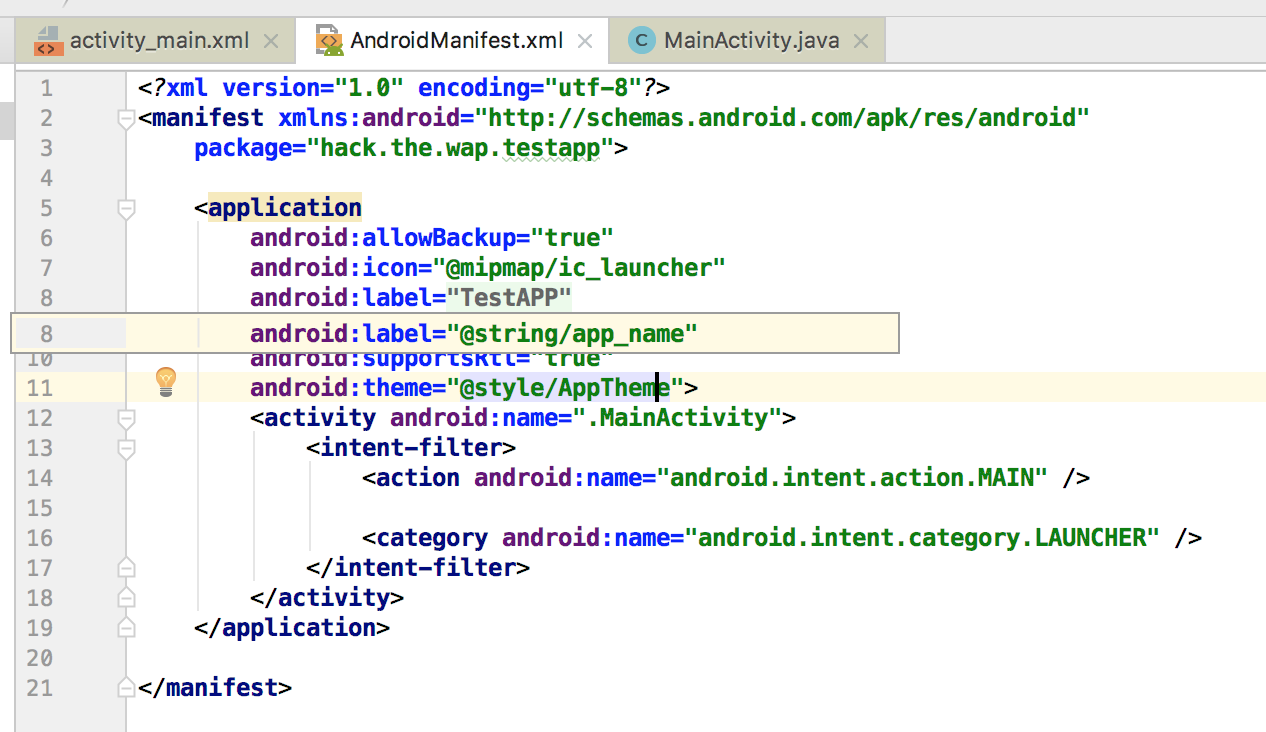 activity_main.xml AndroidManifest.xml C MainActivity.java
1 <?xml version="1.0" encoding="utf-8"?>
2 <manifest xmlns:android="http://schemas.android.com/apk/res/android"
3 package="hack.the.wap.testapp">
4
5 <application
6 android:allowBackup="true"
7 android:icon="@mipmap/ic_launcher"
8 android:label="TestAPP"
8 android:label="@string/app_name"
10 android:supportsRtl="true"
11 android:theme="@style/AppTheme">
12 <activity android:name=".MainActivity">
13 <intent-filter>
14 <action android:name="android.intent.action.MAIN" />
15
16 <category android:name="android.intent.category.LAUNCHER" />
17 </intent-filter>
18 </activity>
19 </application>
20
21 </manifest>